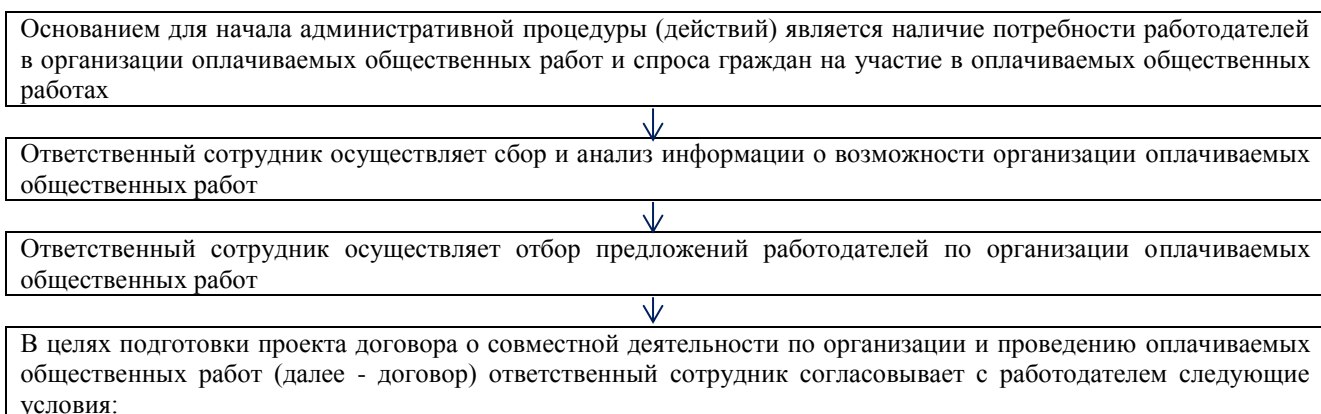 Основанием для начала административной процедуры (действий) является наличие потребности работодателей
в организации оплачиваемых общественных работ и спроса граждан на участие в оплачиваемых общественных
работах
Ответственный сотрудник осуществляет сбор и анализ информации о возможности организации оплачиваемых
общественных работ
Ответственный сотрудник осуществляет отбор предложений работодателей по организации оплачиваемых
общественных работ
В целях подготовки проекта договора о совместной деятельности по организации и проведению оплачиваемых
общественных работ (далее - договор) ответственный сотрудник согласовывает с работодателем следующие
условия: